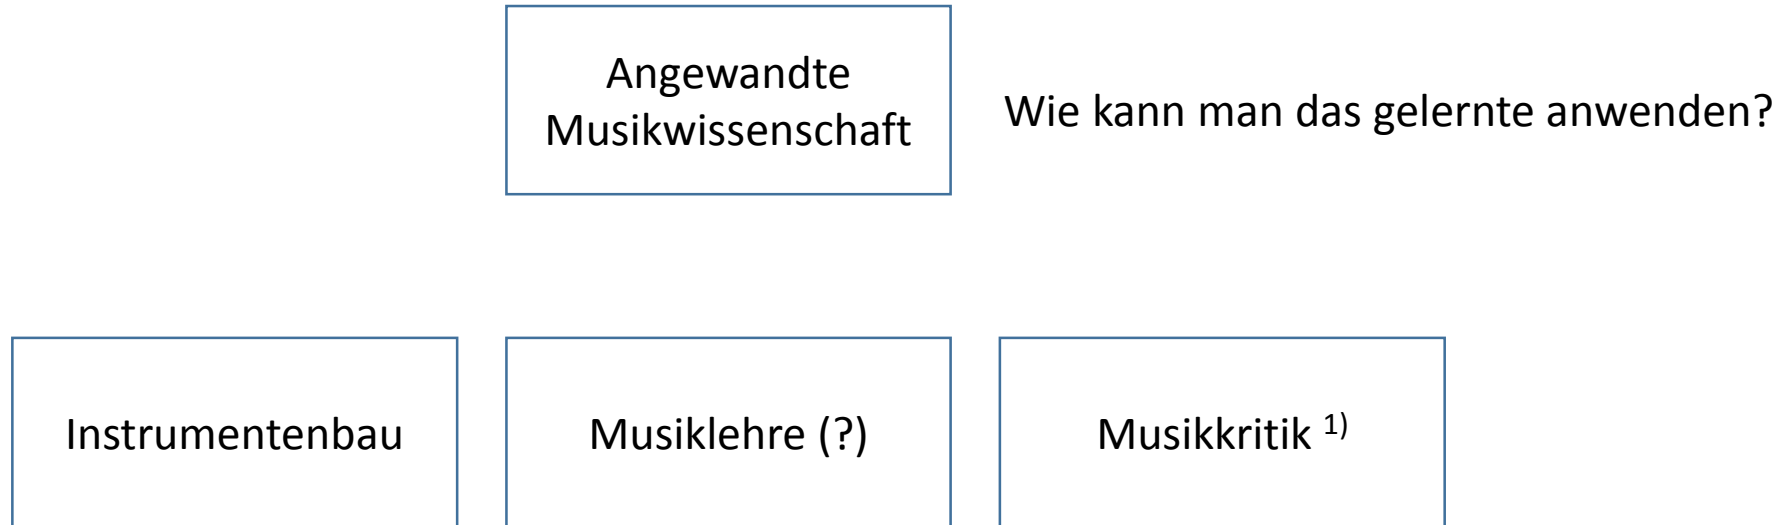 Angewandte
Musikwissenschaft
Wie kann man das gelernte anwenden?
Instrumentenbau
Musiklehre (?)
Musikkritik 1)